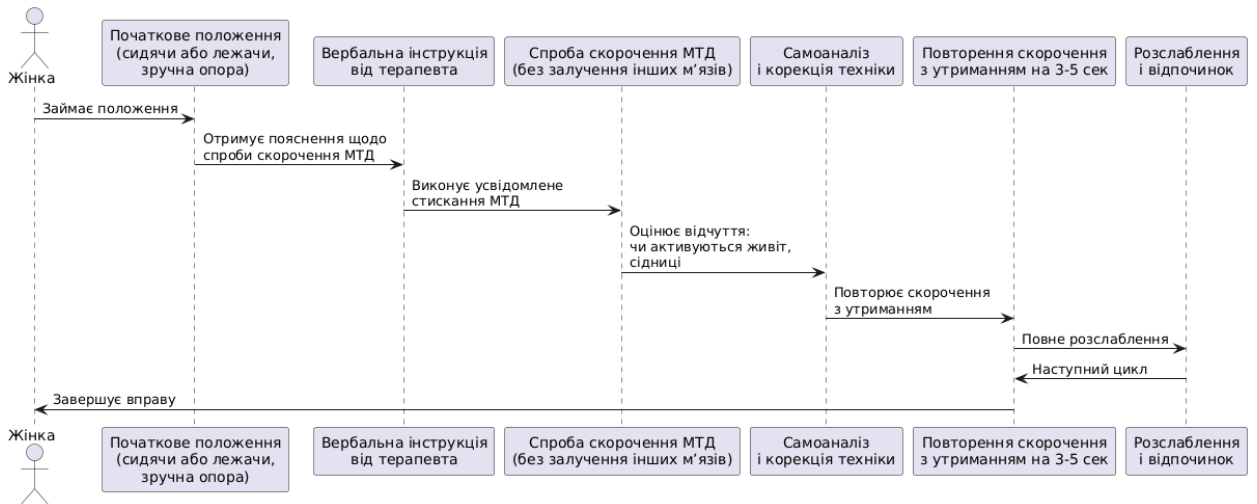 Жінка
Початкове положення
(сидячи або лежачи,
зручна опора)
Вербальна інструкція
від терапевта
Спроба скорочення МТД
(без залучення інших м’язів)
Самоаналіз
і корекція техніки
Повторення скорочення
з утриманням на 3-5 сек
Розслаблення
і відпочинок
Займає положення
Отримує пояснення щодо
спроби скорочення МТД
Виконує усвідомлене
стискання МТД
Оцінює відчуття:
чи активуються живіт,
сідниці
Повторює скорочення
з утриманням
Повне розслаблення
Наступний цикл
Завершує вправу
Жінка
Початкове положення
(сидячи або лежачи,
зручна опора)
Вербальна інструкція
від терапевта
Спроба скорочення МТД
(без залучення інших м’язів)
Самоаналіз
і корекція техніки
Повторення скорочення
з утриманням на 3-5 сек
Розслаблення
і відпочинок